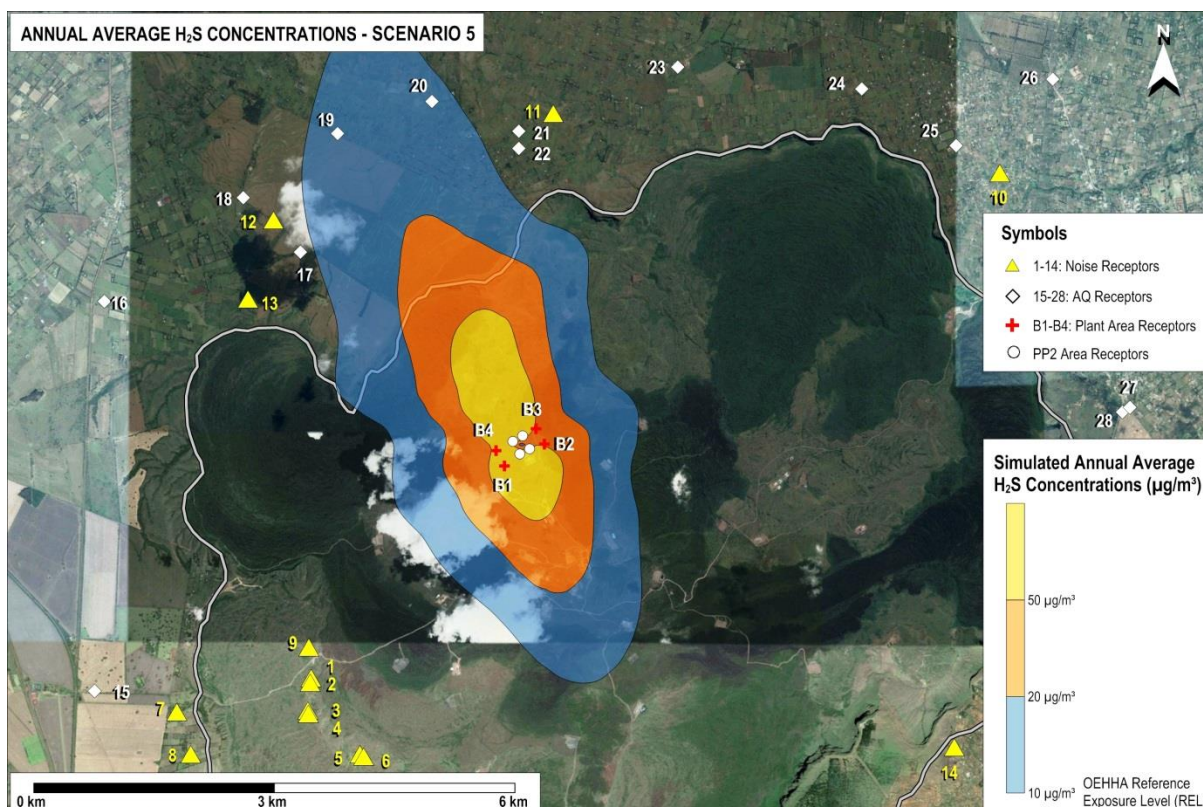 ANNUAL AVERAGE H₂S CONCENTRATIONS - SCENARIO 5
N
23
26
20
24
11
21
19
22
25
10
18
12
17
16
13
Symbols
1-14: Noise Receptors
15-28: AQ Receptors
B1-B4: Plant Area Receptors
PP2 Area Receptors
27
28
B3
B4
B2
B1
Simulated Annual Average
H₂S Concentrations (µg/m³)
50 µg/m³
20 µg/m³
10 µg/m³
OEHHA Reference
Exposure Level (REL
9
1
2
15
7
3
4
8
5
6
14
0 km
3 km
6 km